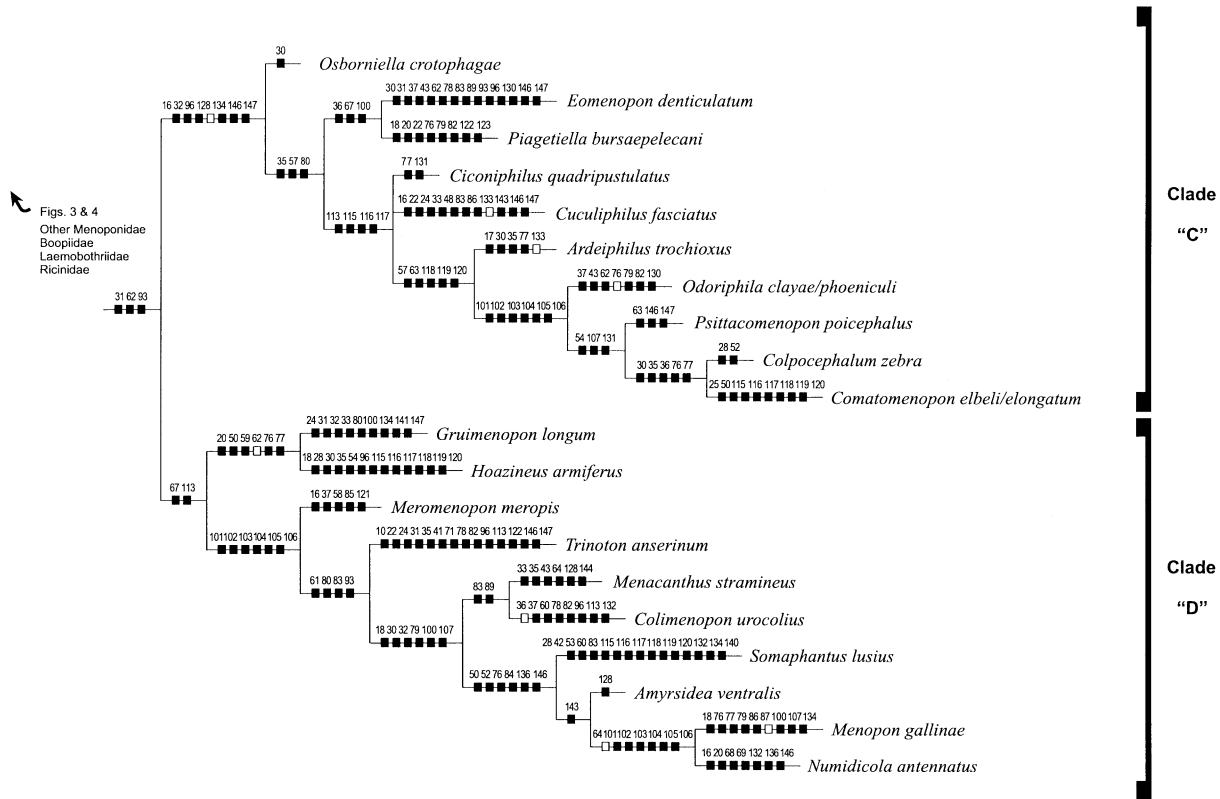 30
Osborniella crotophagae
16 32 96 128 134 146 147
30 31 37 43 62 78 83 89 93 96 130 146 147
Eomenopon denticulatum
36 67 100
18 20 22 76 79 82 122 123
Piagetiella bursaepelecani
35 57 80
77 131
Ciconiphilus quadripustulatus
16 22 24 33 48 83 86 133 143 146 147
Cuculiphilus fasciatus
113 115 116 117
17 30 35 77 133
Ardeiphilus trochioxus
57 63 118 119 120
37 43 62 76 79 82 130
Odoriphila clayae/phoeniculi
101 102 103 104 105 106
63 146 147
Psittacomenopon poicephalus
54 107 131
28 52
Colpocephalum zebra
30 35 36 76 77
25 50 115 116 117 118 119 120
Comatomenopon elbeli/elongatum
Clade
“C”
Figs. 3 & 4
Other Menoponidae
Boopiidae
Laemobothriidae
Ricinidae
31 62 93
24 31 32 33 80 100 134 141 147
Gruimenopon longum
20 50 59 62 76 77
18 28 30 35 54 96 115 116 117 118 119 120
Hoazineus armiferus
67 113
16 37 58 85 121
Meromenopon meropis
101 102 103 104 105 106
10 22 24 31 35 41 71 78 82 96 113 122 146 147
Trinoton anserinum
61 80 83 93
33 35 43 64 128 144
Menacanthus stramineus
83 89
36 37 60 78 82 96 113 132
Colimenopon urocolius
18 30 32 79 100 107
28 42 53 60 83 115 116 117 118 119 120 132 134 140
Somaphantus lusius
50 52 76 84 136 146
128
Amyrsidea ventralis
143
18 76 77 79 86 87 100 107 134
Menopon gallinae
64 101 102 103 104 105 106
16 20 68 69 132 136 146
Numidicola antennatus
Clade
“D”